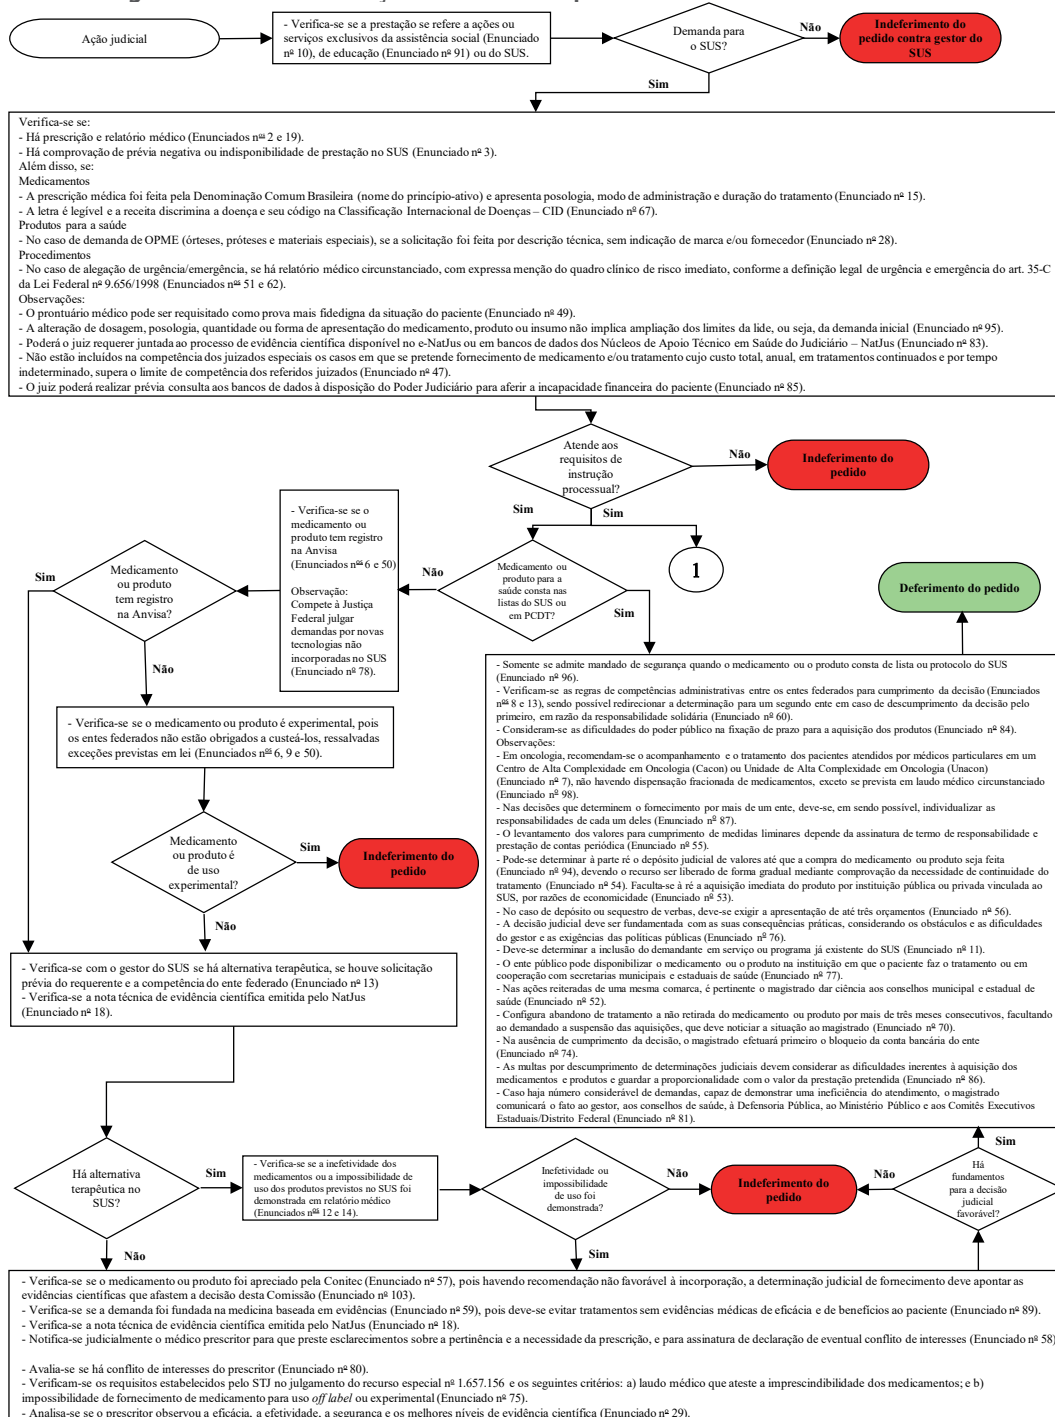 Ação judicial
- Verifica-se se a prestação se refere a ações ou
serviços exclusivos da assistência social (Enunciado
nº 10), de educação (Enunciado nº 91) ou do SUS.
Demanda para
o SUS?
Não
Indeferimento do
pedido contra gestor do
SUS
Sim
Verifica-se se:
- Há prescrição e relatório médico (Enunciados nºs 2 e 19).
- Há comprovação de prévia negativa ou indisponibilidade de prestação no SUS (Enunciado nº 3).
Além disso, se:
Medicamentos
- A prescrição médica foi feita pela Denominação Comum Brasileira (nome do princípio-ativo) e apresenta posologia, modo de administração e duração do tratamento (Enunciado nº 15).
- A letra é legível e a receita discrimina a doença e seu código na Classificação Internacional de Doenças – CID (Enunciado nº 67).
Produtos para a saúde
- No caso de demanda de OPME (órteses, próteses e materiais especiais), se a solicitação foi feita por descrição técnica, sem indicação de marca e/ou fornecedor (Enunciado nº 28).
Procedimentos
- No caso de alegação de urgência/emergência, se há relatório médico circunstanciado, com expressa menção do quadro clínico de risco imediato, conforme a definição legal de urgência e emergência do art. 35-C
da Lei Federal nº 9.656/1998 (Enunciados nºs 51 e 62).
Observações:
- O prontuário médico pode ser requisitado como prova mais fidedigna da situação do paciente (Enunciado nº 49).
- A alteração de dosagem, posologia, quantidade ou forma de apresentação do medicamento, produto ou insumo não implica ampliação dos limites da lide, ou seja, da demanda inicial (Enunciado nº 95).
- Poderá o juiz requerer juntada ao processo de evidência científica disponível no e-NatJus ou em bancos de dados dos Núcleos de Apoio Técnico em Saúde do Judiciário – NatJus (Enunciado nº 83).
- Não estão incluídos na competência dos juizados especiais os casos em que se pretende fornecimento de medicamento e/ou tratamento cujo custo total, anual, em tratamentos continuados e por tempo
indeterminado, supera o limite de competência dos referidos juizados (Enunciado nº 47).
- O juiz poderá realizar prévia consulta aos bancos de dados à disposição do Poder Judiciário para aferir a incapacidade financeira do paciente (Enunciado nº 85).
Atende aos
requisitos de
instrução
processual?
Não
Indeferimento do
pedido
Sim
Sim
1
Medicamento ou
produto para a
saúde consta nas
listas do SUS ou
em PCDT?
Não
Sim
- Verifica-se se o
medicamento ou
produto tem registro
na Anvisa
(Enunciados nºs 6 e 50)
Observação:
Compete à Justiça
Federal julgar
demandas por novas
tecnologias não
incorporadas no SUS
(Enunciado nº 78).
Medicamento
ou produto
tem registro
na Anvisa?
Sim
Não
Deferimento do pedido
- Somente se admite mandado de segurança quando o medicamento ou o produto consta de lista ou protocolo do SUS
(Enunciado nº 96).
- Verificam-se as regras de competências administrativas entre os entes federados para cumprimento da decisão (Enunciados
nºs 8 e 13), sendo possível redirecionar a determinação para um segundo ente em caso de descumprimento da decisão pelo
primeiro, em razão da responsabilidade solidária (Enunciado nº 60).
- Consideram-se as dificuldades do poder público na fixação de prazo para a aquisição dos produtos (Enunciado nº 84).
Observações:
- Em oncologia, recomendam-se o acompanhamento e o tratamento dos pacientes atendidos por médicos particulares em um
Centro de Alta Complexidade em Oncologia (Cacon) ou Unidade de Alta Complexidade em Oncologia (Unacon)
(Enunciado nº 7), não havendo dispensação fracionada de medicamentos, exceto se prevista em laudo médico circunstanciado
(Enunciado nº 98).
- Nas decisões que determinem o fornecimento por mais de um ente, deve-se, em sendo possível, individualizar as
responsabilidades de cada um deles (Enunciado nº 87).
- O levantamento dos valores para cumprimento de medidas liminares depende da assinatura de termo de responsabilidade e
prestação de contas periódica (Enunciado nº 55).
- Pode-se determinar à parte ré o depósito judicial de valores até que a compra do medicamento ou produto seja feita
(Enunciado nº 94), devendo o recurso ser liberado de forma gradual mediante comprovação da necessidade de continuidade do
tratamento (Enunciado nº 54). Faculta-se à ré a aquisição imediata do produto por instituição pública ou privada vinculada ao
SUS, por razões de economicidade (Enunciado nº 53).
- No caso de depósito ou sequestro de verbas, deve-se exigir a apresentação de até três orçamentos (Enunciado nº 56).
- A decisão judicial deve ser fundamentada com as suas consequências práticas, considerando os obstáculos e as dificuldades
do gestor e as exigências das políticas públicas (Enunciado nº 76).
- Deve-se determinar a inclusão do demandante em serviço ou programa já existente do SUS (Enunciado nº 11).
- O ente público pode disponibilizar o medicamento ou o produto na instituição em que o paciente faz o tratamento ou em
cooperação com secretarias municipais e estaduais de saúde (Enunciado nº 77).
- Nas ações reiteradas de uma mesma comarca, é pertinente o magistrado dar ciência aos conselhos municipal e estadual de
saúde (Enunciado nº 52).
- Configura abandono de tratamento a não retirada do medicamento ou produto por mais de três meses consecutivos, facultando
ao demandado a suspensão das aquisições, que deve noticiar a situação ao magistrado (Enunciado nº 70).
- Na ausência de cumprimento da decisão, o magistrado efetuará primeiro o bloqueio da conta bancária do ente
(Enunciado nº 74).
- As multas por descumprimento de determinações judiciais devem considerar as dificuldades inerentes à aquisição dos
medicamentos e produtos e guardar a proporcionalidade com o valor da prestação pretendida (Enunciado nº 86).
- Caso haja número considerável de demandas, capaz de demonstrar uma ineficiência do atendimento, o magistrado
comunicará o fato ao gestor, aos conselhos de saúde, à Defensoria Pública, ao Ministério Público e aos Comitês Executivos
Estaduais/Distrito Federal (Enunciado nº 81).
- Verifica-se se o medicamento ou produto é experimental, pois
os entes federados não estão obrigados a custeá-los, ressalvadas
exceções previstas em lei (Enunciados nºs 6, 9 e 50).
Medicamento
ou produto é
de uso
experimental?
Sim
Indeferimento do
pedido
Não
- Verifica-se com o gestor do SUS se há alternativa terapêutica, se houve solicitação
prévia do requerente e a competência do ente federado (Enunciado nº 13)
- Verifica-se a nota técnica de evidência científica emitida pelo NatJus
(Enunciado nº 18).
Há alternativa
terapêutica no
SUS?
Sim
Não
- Verifica-se se a inefetividade dos
medicamentos ou a impossibilidade de
uso dos produtos previstos no SUS foi
demonstrada em relatório médico
(Enunciados nºs 12 e 14).
Inefetividade ou
impossibilidade
de uso foi
demonstrada?
Não
Sim
Indeferimento do
pedido
Não
Há
fundamentos
para a decisão
judicial
favorável?
Sim
- Verifica-se se o medicamento ou produto foi apreciado pela Conitec (Enunciado nº 57), pois havendo recomendação não favorável à incorporação, a determinação judicial de fornecimento deve apontar as
evidências científicas que afastem a decisão desta Comissão (Enunciado nº 103).
- Verifica-se se a demanda foi fundada na medicina baseada em evidências (Enunciado nº 59), pois deve-se evitar tratamentos sem evidências médicas de eficácia e de benefícios ao paciente (Enunciado nº 89).
- Verifica-se a nota técnica de evidência científica emitida pelo NatJus (Enunciado nº 18).
- Notifica-se judicialmente o médico prescritor para que preste esclarecimentos sobre a pertinência e a necessidade da prescrição, e para assinatura de declaração de eventual conflito de interesses (Enunciado nº 58)
- Avalia-se se há conflito de interesses do prescritor (Enunciado nº 80).
- Verificam-se os requisitos estabelecidos pelo STJ no julgamento do recurso especial nº 1.657.156 e os seguintes critérios: a) laudo médico que ateste a imprescindibilidade dos medicamentos; e b)
impossibilidade de fornecimento de medicamento para uso off label ou experimental (Enunciado nº 75).
- Analisa-se se o prescritor observou a eficácia, a efetividade, a segurança e os melhores níveis de evidência científica (Enunciado nº 29).